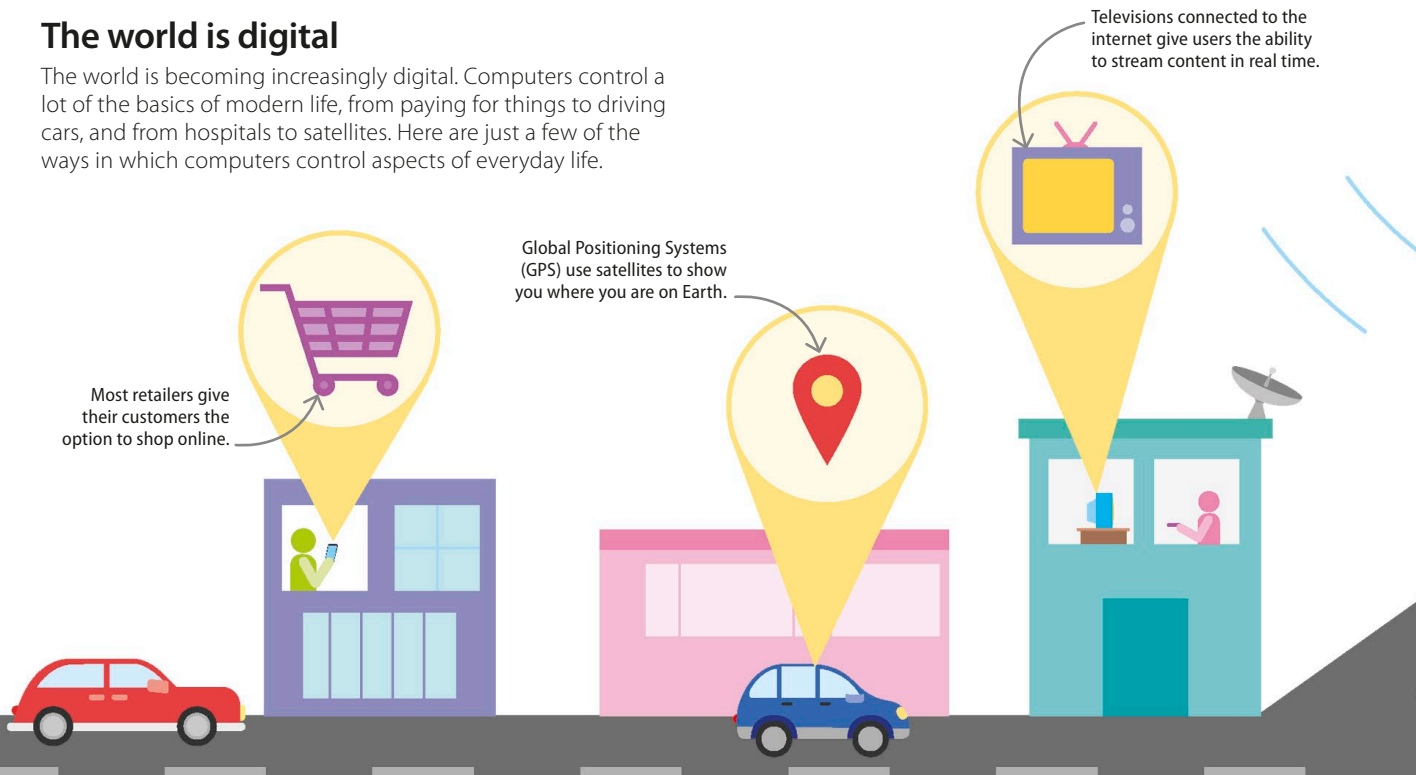 The world is digital
The world is becoming increasingly digital. Computers control a
lot of the basics of modern life, from paying for things to driving
cars, and from hospitals to satellites. Here are just a few of the
ways in which computers control aspects of everyday life.
Televisions connected to the
internet give users the ability
to stream content in real time.
Global Positioning Systems
(GPS) use satellites to show
you where you are on Earth.
Most retailers give
their customers the
option to shop online.